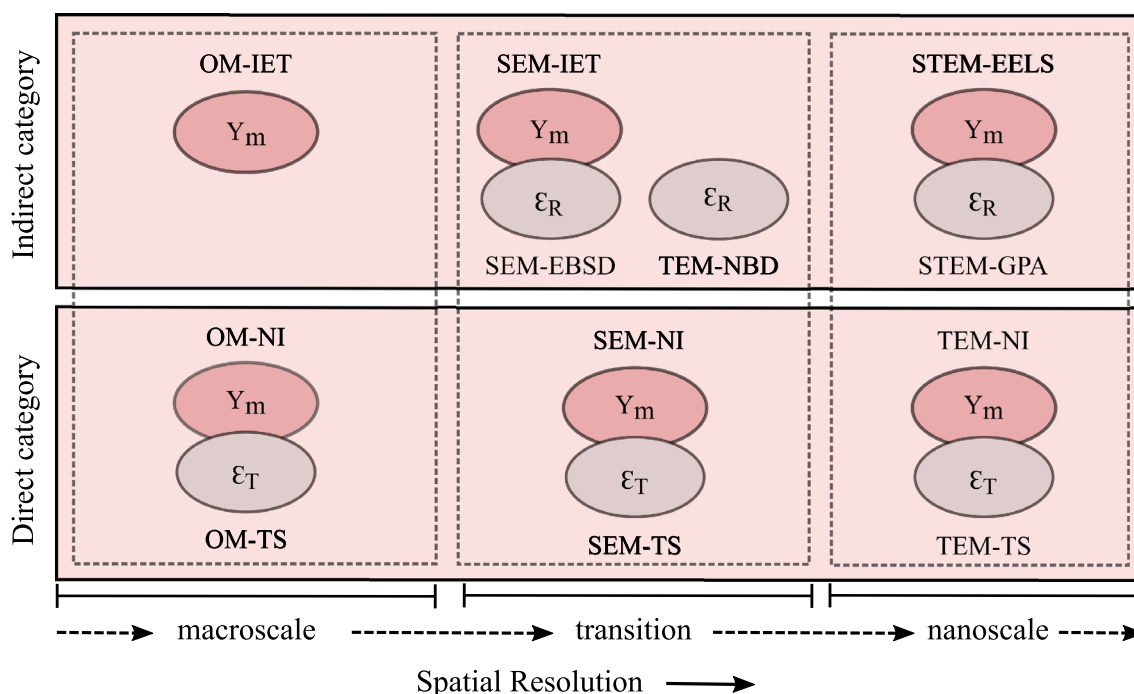 Indirect category
OM-IET
Ym
SEM-IET
Ym
εR
εR
SEM-EBSD
TEM-NBD
STEM-EELS
Ym
εR
STEM-GPA
Direct category
OM-NI
Ym
εT
OM-TS
SEM-NI
Ym
εT
SEM-TS
TEM-NI
Ym
εT
TEM-TS
macroscale
transition
nanoscale
Spatial Resolution